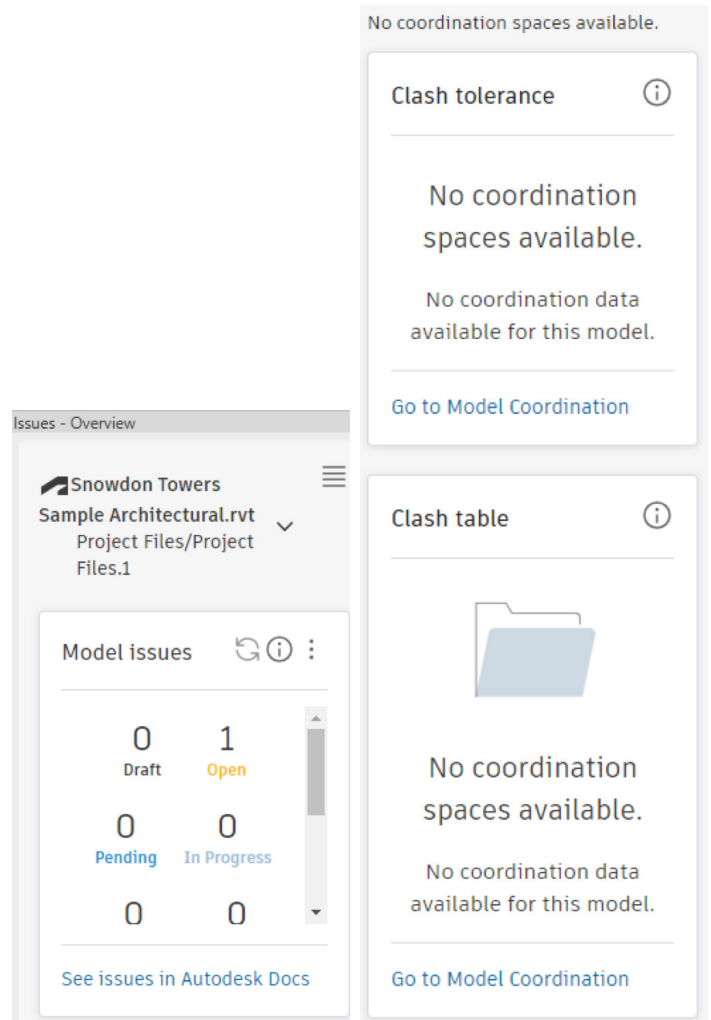 Issues - Overview
Snowdon Towers
Sample Architectural.rvt
Project Files/Project
Files.1
Model issues
0 1
Draft Open
0 0
Pending In Progress
0 0
See issues in Autodesk Docs
No coordination spaces available.
Clash tolerance
No coordination
spaces available.
No coordination data
available for this model.
Go to Model Coordination
Clash table
No coordination
spaces available.
No coordination data
available for this model.
Go to Model Coordination